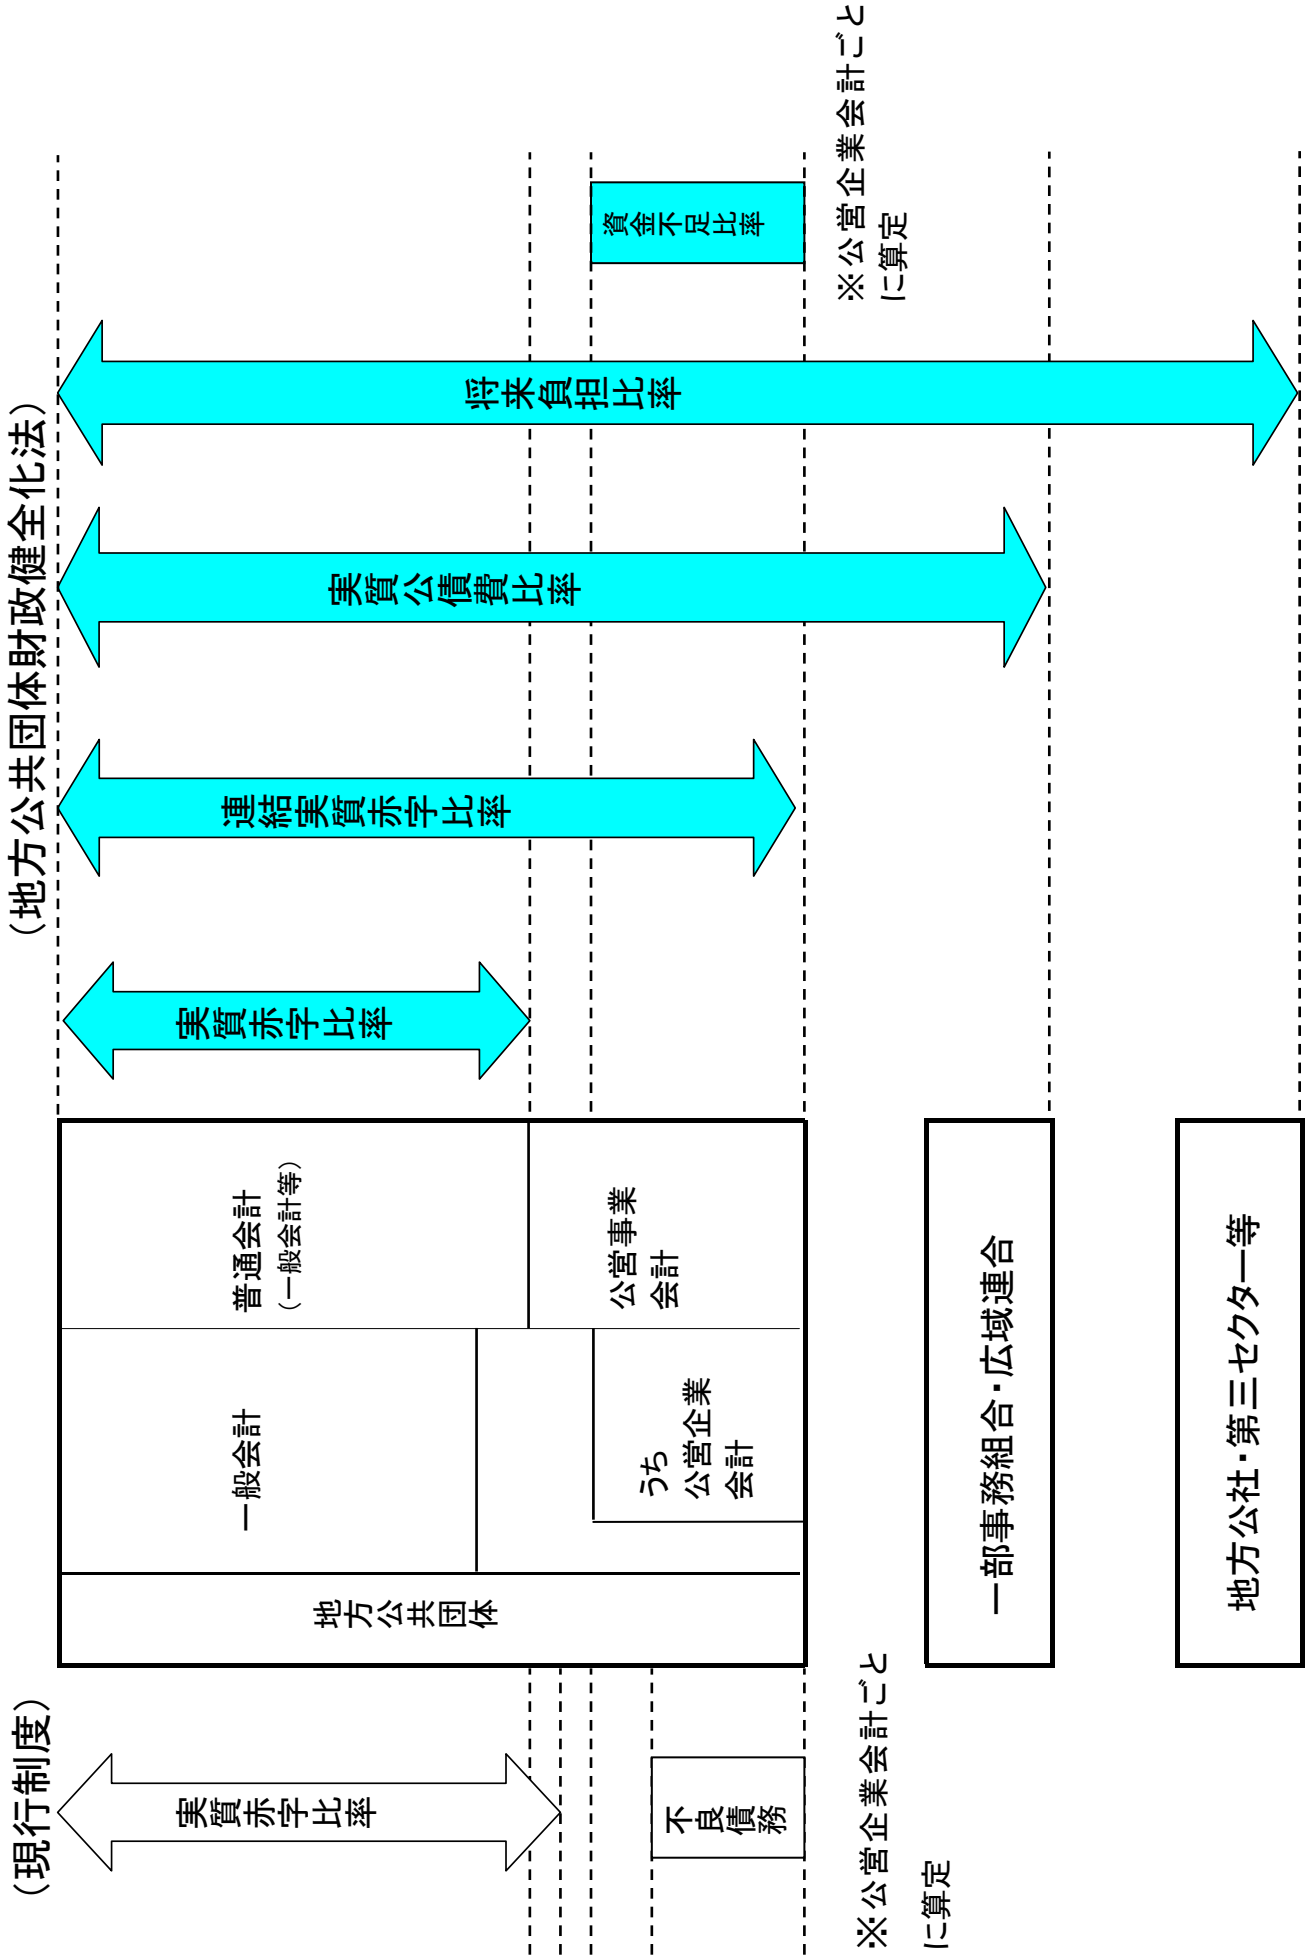 （現行制度）
（地方公共団体財政健全化法）
実質赤字比率
不良債務
※公営企業会計ごと
に算定
地方公共団体
一般会計
うち
公営企業
会計
普通会計
（一般会計等）
公営事業
会計
一部事務組合・広域連合
地方公社・第三セクター等
実質赤字比率
連結実質赤字比率
実質公債費比率
将来負担比率
資金不足比率
※公営企業会計ごと
に算定